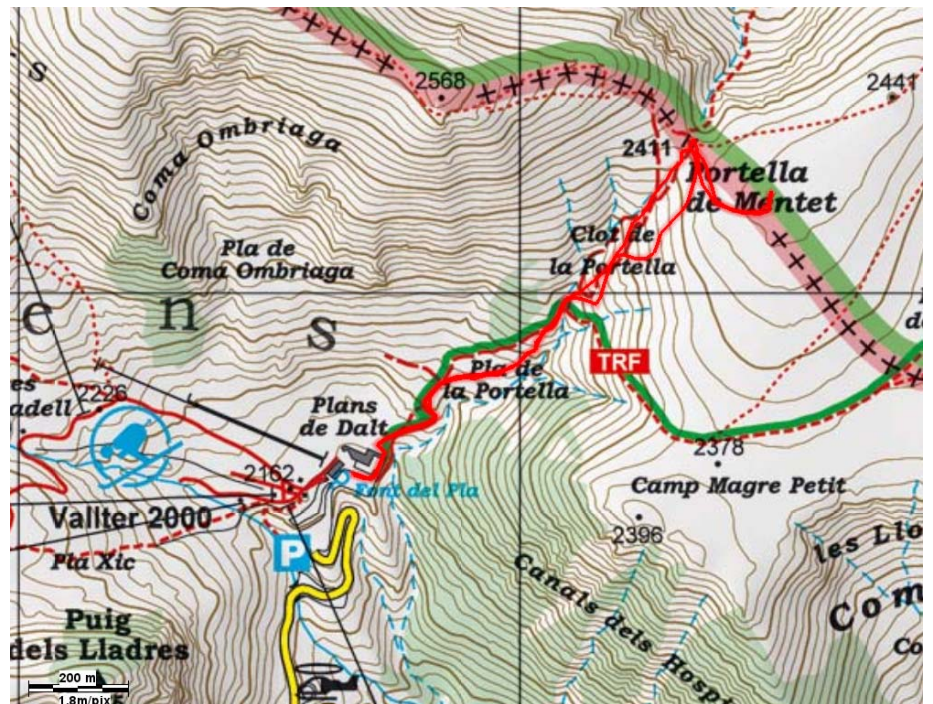 s
2568
2441
Coma Ombriaga
2411
Portella
de Mentet
Clot de
la Portella
Pla de
Coma Ombriaga
e n s
TRF
Pla de
la Portella
es
adell
2226
Plans
de Dalt
2378
2162
Font del Pla
Camp Magre Petit
Vallter 2000
2396
P
Pla Xic
les Llo
Canals dels Hosp
Com
Puig
dels Lladres
Co
200 m
1.8m/pix